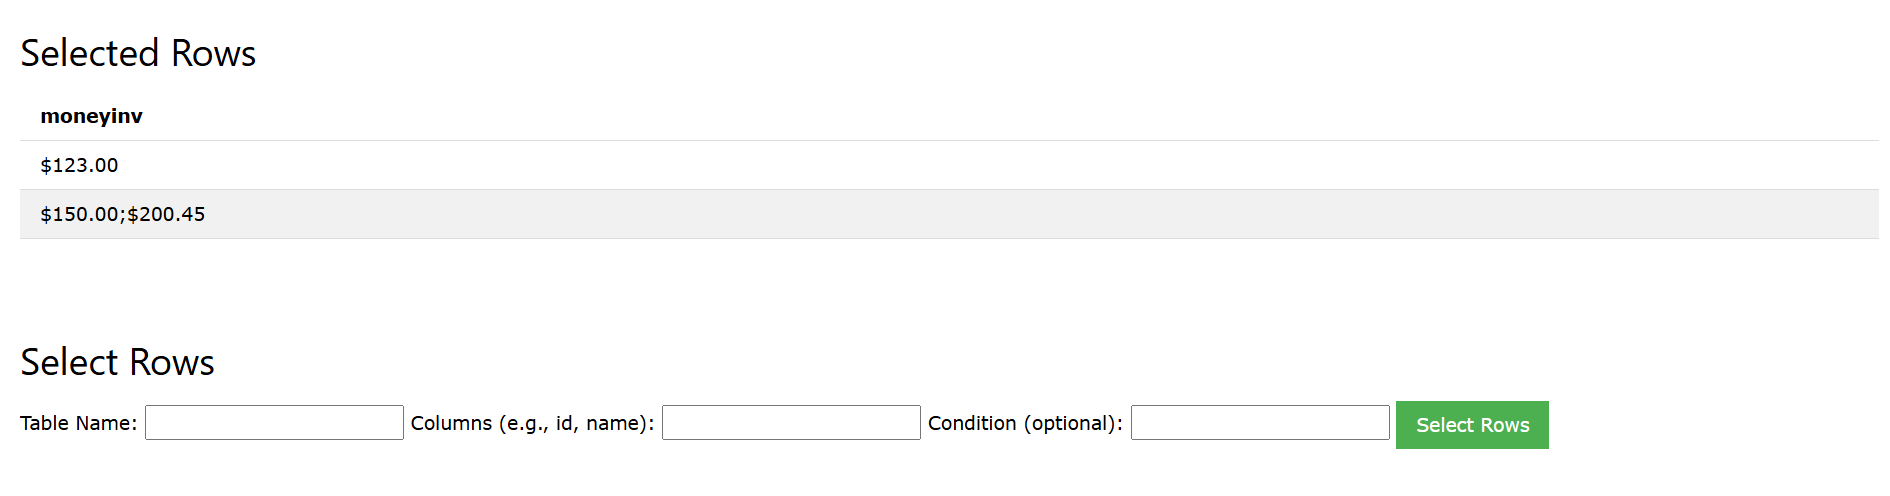 Selected Rows
moneyinv
$123.00
$150.00;$200.45
Select Rows
Table Name: Columns (e.g., id, name): Condition (optional): Select Rows